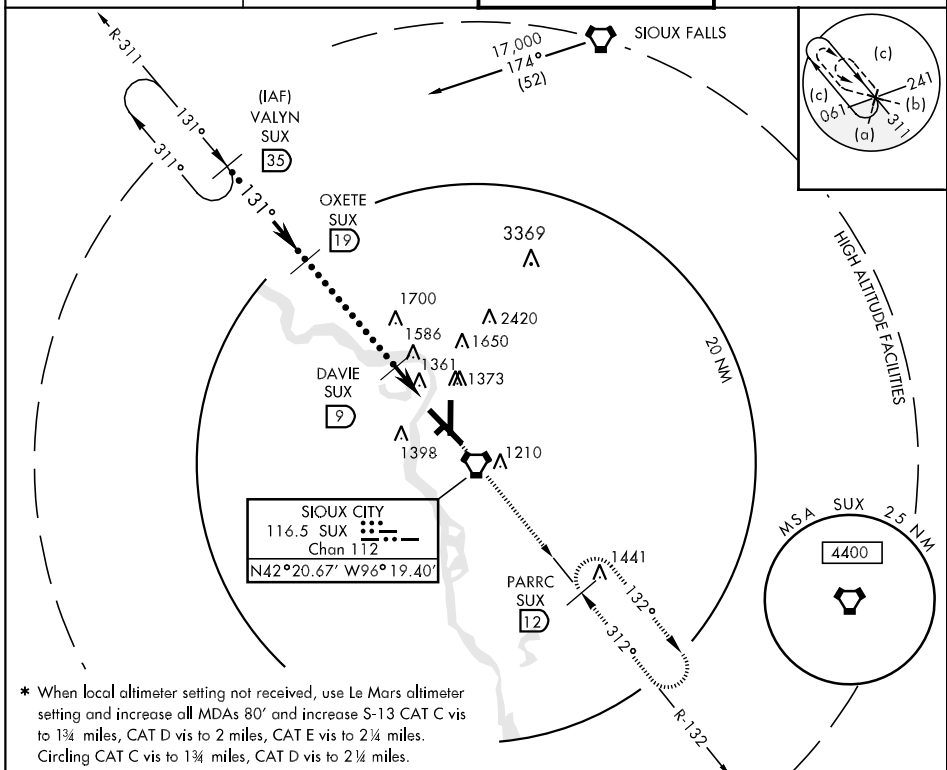 R-311
(IAF)
VALYN
SUX
35
131°
311°
131°
17,000
174°
(52)
SIOUX FALLS
(c)
(c)
241
061
(b)
(a)
311
OXETE
SUX
19
3369
1700
2420
1586
1650
1361
1373
DAVIE
SUX
9
1398
1210
20 NM
HIGH ALTITUDE FACILITIES
SIOUX CITY
116.5 SUX
Chan 112
N42°20.67' W96°19.40'
PARRC
SUX
12
1441
132°
312°
R-132
MSA SUX 25 NM
4400
* When local altimeter setting not received, use Le Mars altimeter
setting and increase all MDAs 80' and increase S-13 CAT C vis
to 1¾ miles, CAT D vis to 2 miles, CAT E vis to 2¼ miles.
Circling CAT C vis to 1¾ miles, CAT D vis to 2¼ miles.